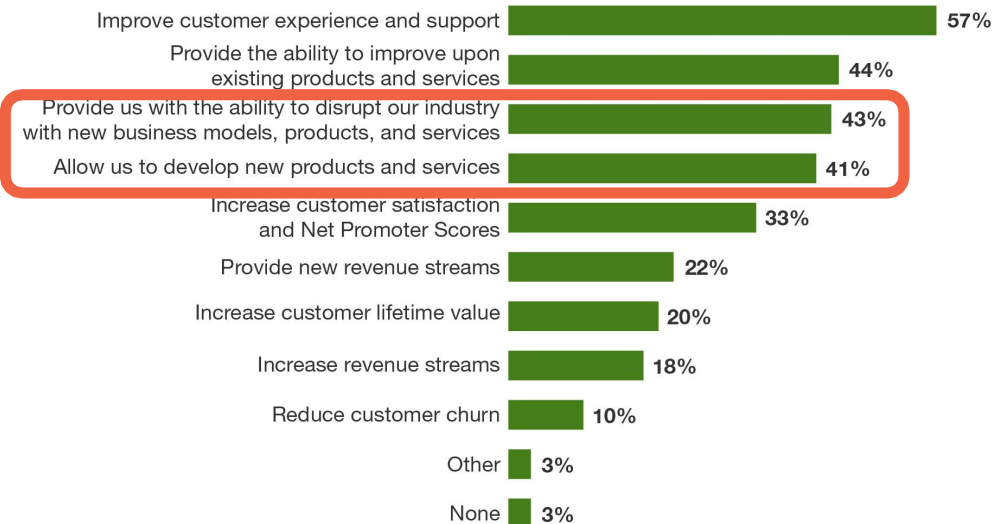 Improve customer experience and support 57%
Provide the ability to improve upon
existing products and services 44%
Provide us with the ability to disrupt our industry
with new business models, products, and services 43%
Allow us to develop new products and services 41%
Increase customer satisfaction
and Net Promoter Scores 33%
Provide new revenue streams 22%
Increase customer lifetime value 20%
Increase revenue streams 18%
Reduce customer churn 10%
Other 3%
None 3%